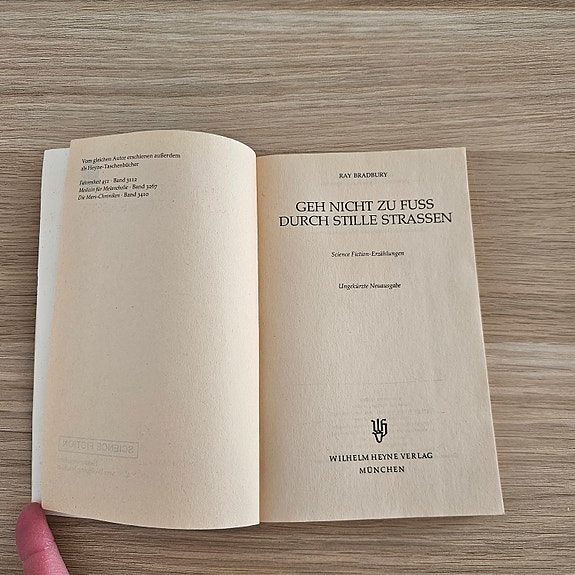 Vom gleichen Autor erschienen außerdem
als Heyne-Taschenbücher
Fahrenheit 451 · Band 3112
Medizin für Melancholie · Band 3267
Die Mars-Chroniken · Band 3410
SCIENCE FICTION
RAY BRADBURY
GEH NICHT ZU FUSS
DURCH STILLE STRASSEN
Science Fiction-Erzählungen
Ungekürzte Neuausgabe
WILHELM HEYNE VERLAG
MÜNCHEN